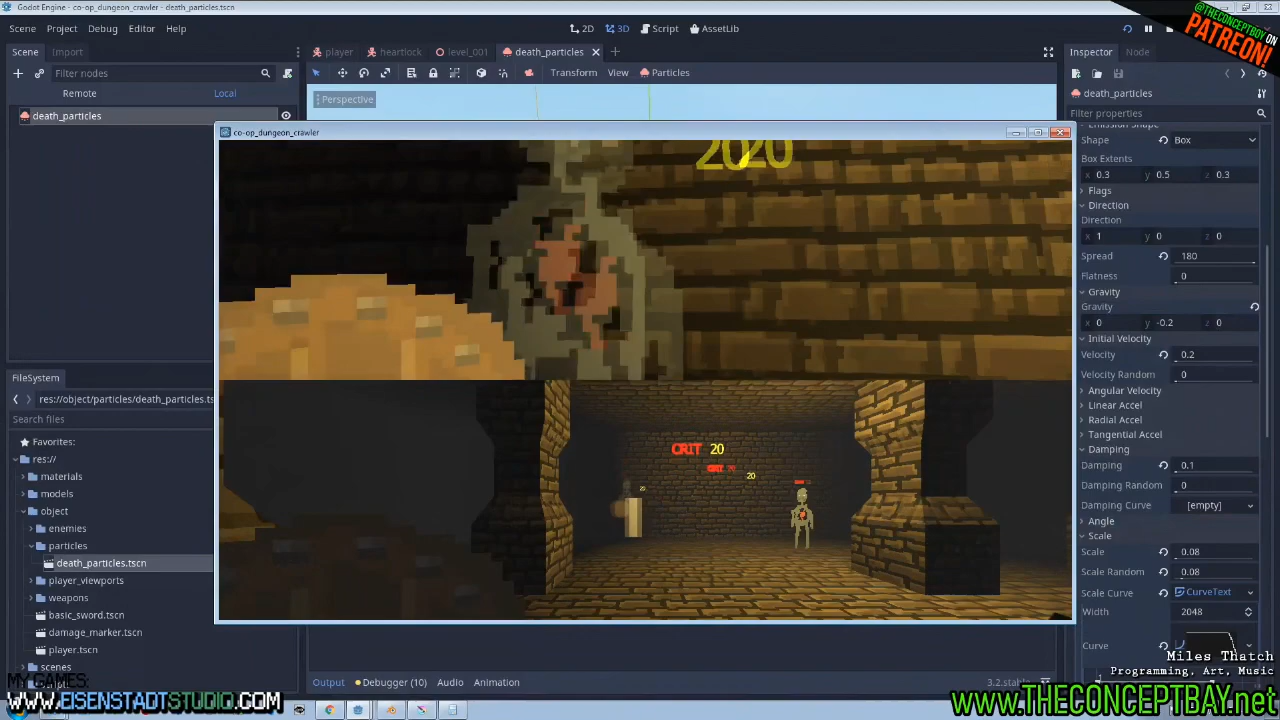 Godot Engine - co-op_dungeon_crawler - death_particles.tscn
@THECONCEPTBOY ON
PATREON!
Scene Project Debug Editor Help
2D 3D Script AssetLib
Scene Import
player heartlock level_001 death_particles
Inspector Node
Filter nodes
Transform View Particles
Remote Local
Perspective
death_particles
death_particles
Filter properties
co-op_dungeon_crawler
Emission Shape
Shape Box
Box Extents
x 0.3 y 0.5 z 0.3
Flags
Direction
Direction
x 1 y 0 z 0
Spread 180
Flatness 0
Gravity
Gravity
x 0 y -0.2 z 0
Initial Velocity
Velocity 0.2
Velocity Random 0
Angular Velocity
Linear Accel
Radial Accel
Tangential Accel
Damping
Damping 0.1
Damping Random 0
Damping Curve [empty]
Angle
Scale
Scale 0.08
Scale Random 0.08
Scale Curve CurveText
Width 2048
Curve
2020
CRIT 20
CRIT 20
20
20
FileSystem
res://object/particles/death_particles.ts
Search files
Favorites:
res://
materials
models
object
enemies
particles
death_particles.tscn
player_viewports
weapons
basic_sword.tscn
damage_marker.tscn
player.tscn
scenes
Output Debugger (10) Audio Animation
3.2.stable
MY GAMES:
WWW.EISENSTADTSTUDIO.COM
Miles Thatch
Programming, Art, Music
www.THECONCEPTBAY.net